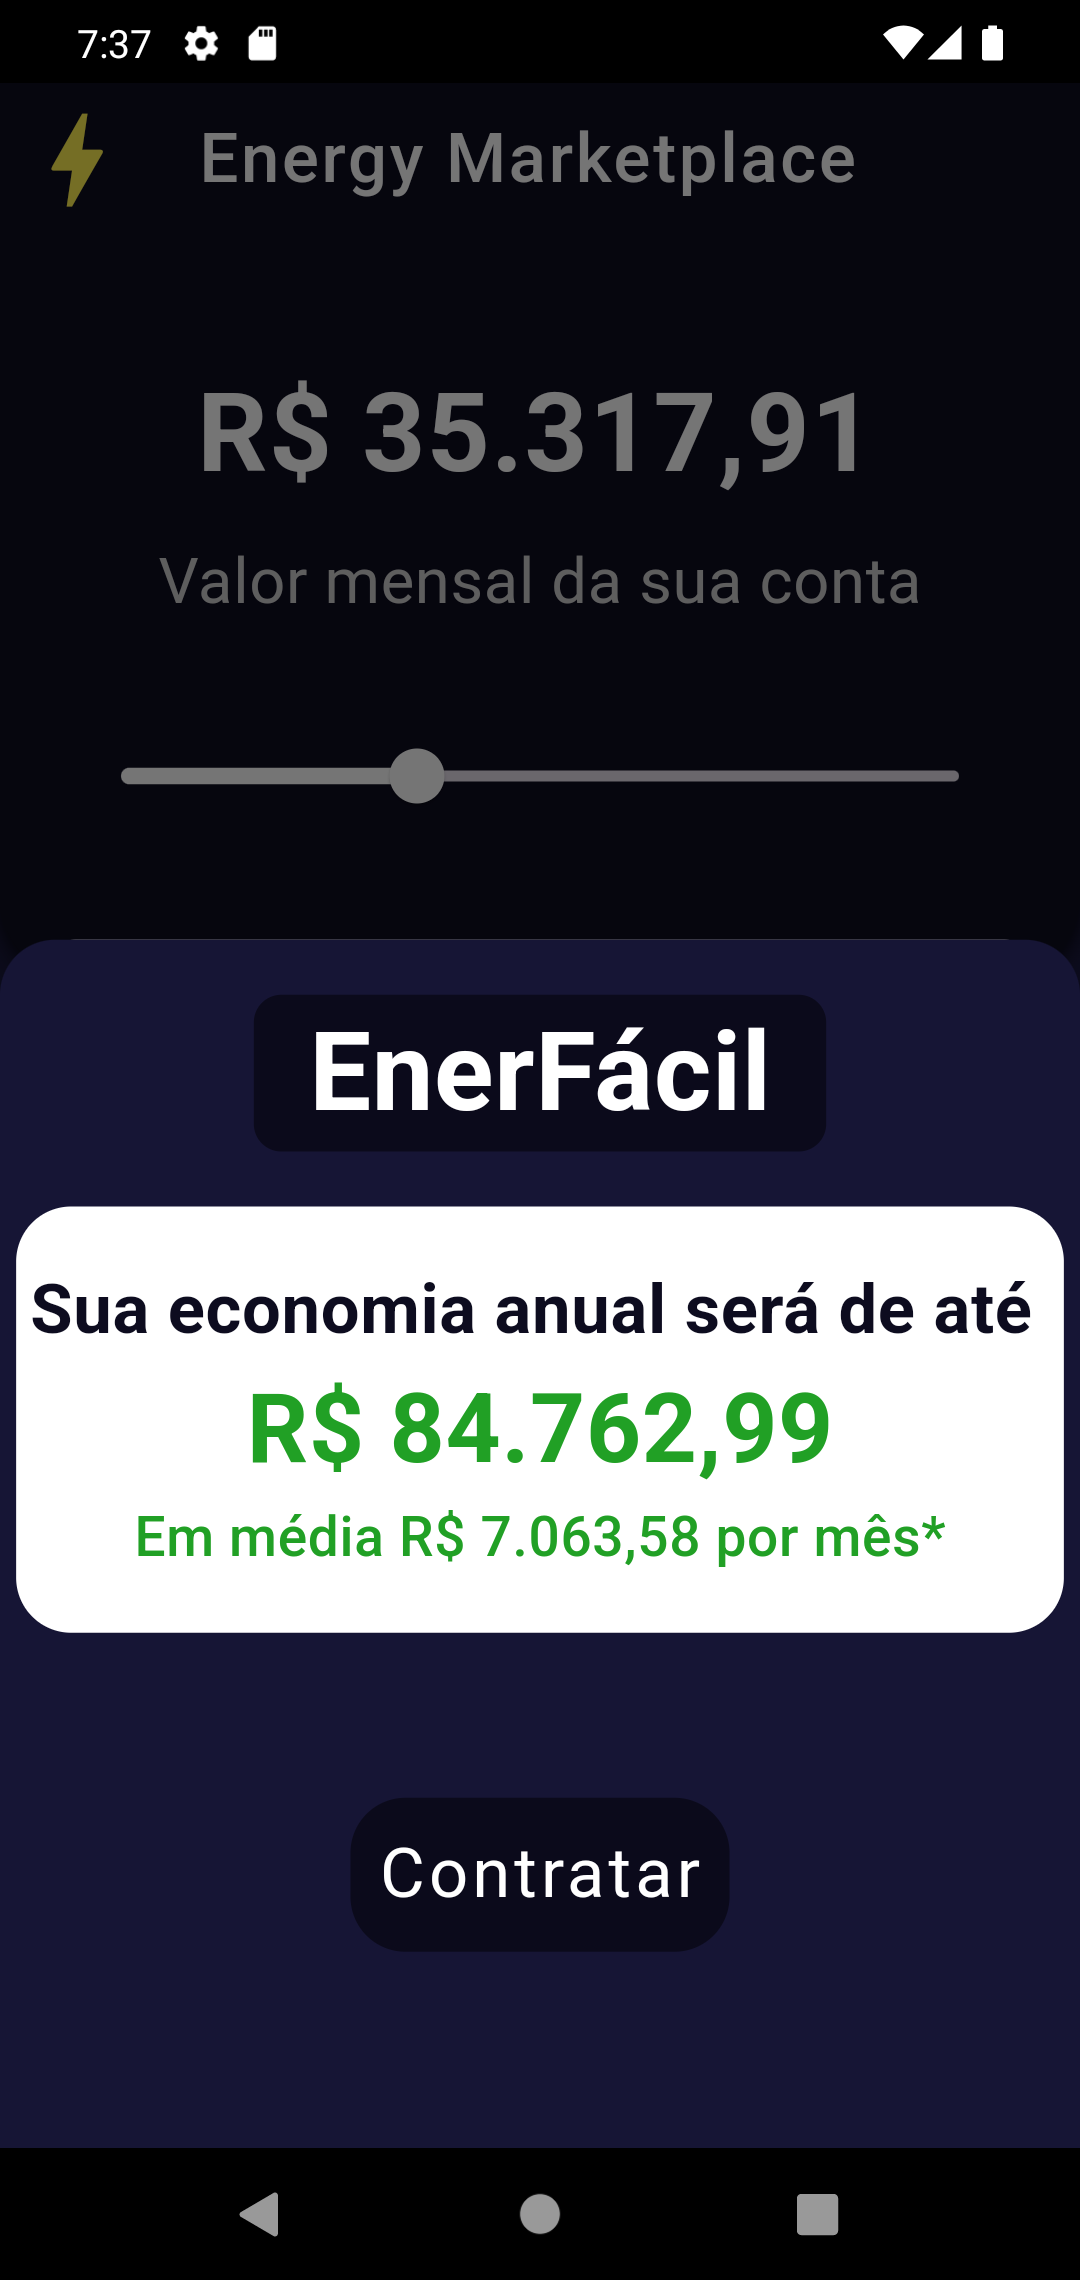 7:37
Energy Marketplace
R$ 35.317,91
Valor mensal da sua conta
EnerFácil
Sua economia anual será de até
R$ 84.762,99
Em média R$ 7.063,58 por mês*
Contratar